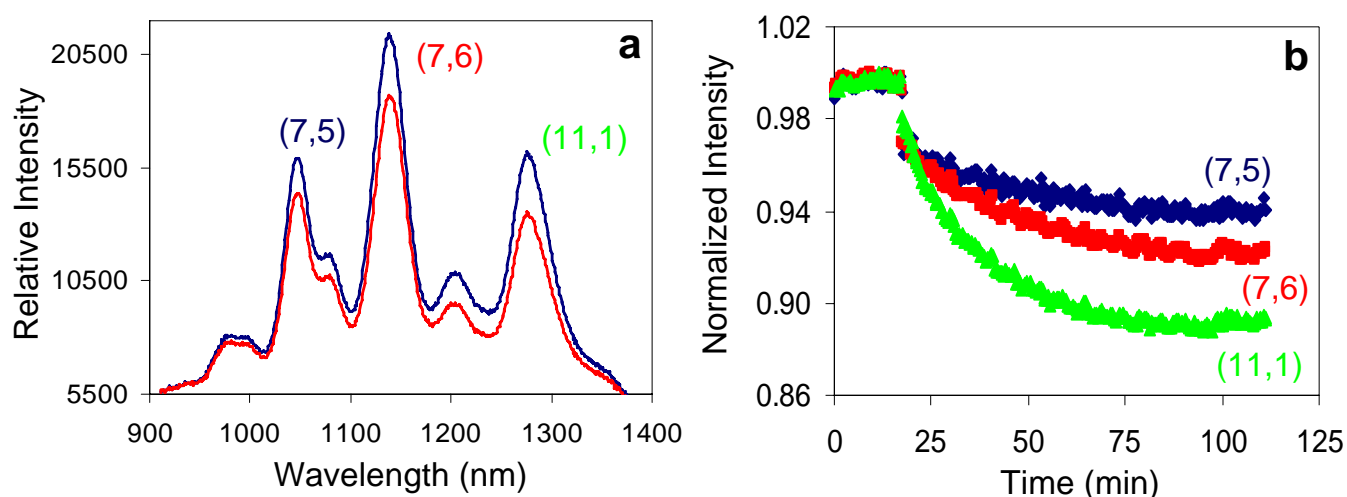 a
Relative Intensity
20500
15500
10500
5500
(7,5)
(7,6)
(11,1)
900 1000 1100 1200 1300 1400
Wavelength (nm)
b
Normalized Intensity
1.02
0.98
0.94
0.90
0.86
(7,5)
(7,6)
(11,1)
0 25 50 75 100 125
Time (min)